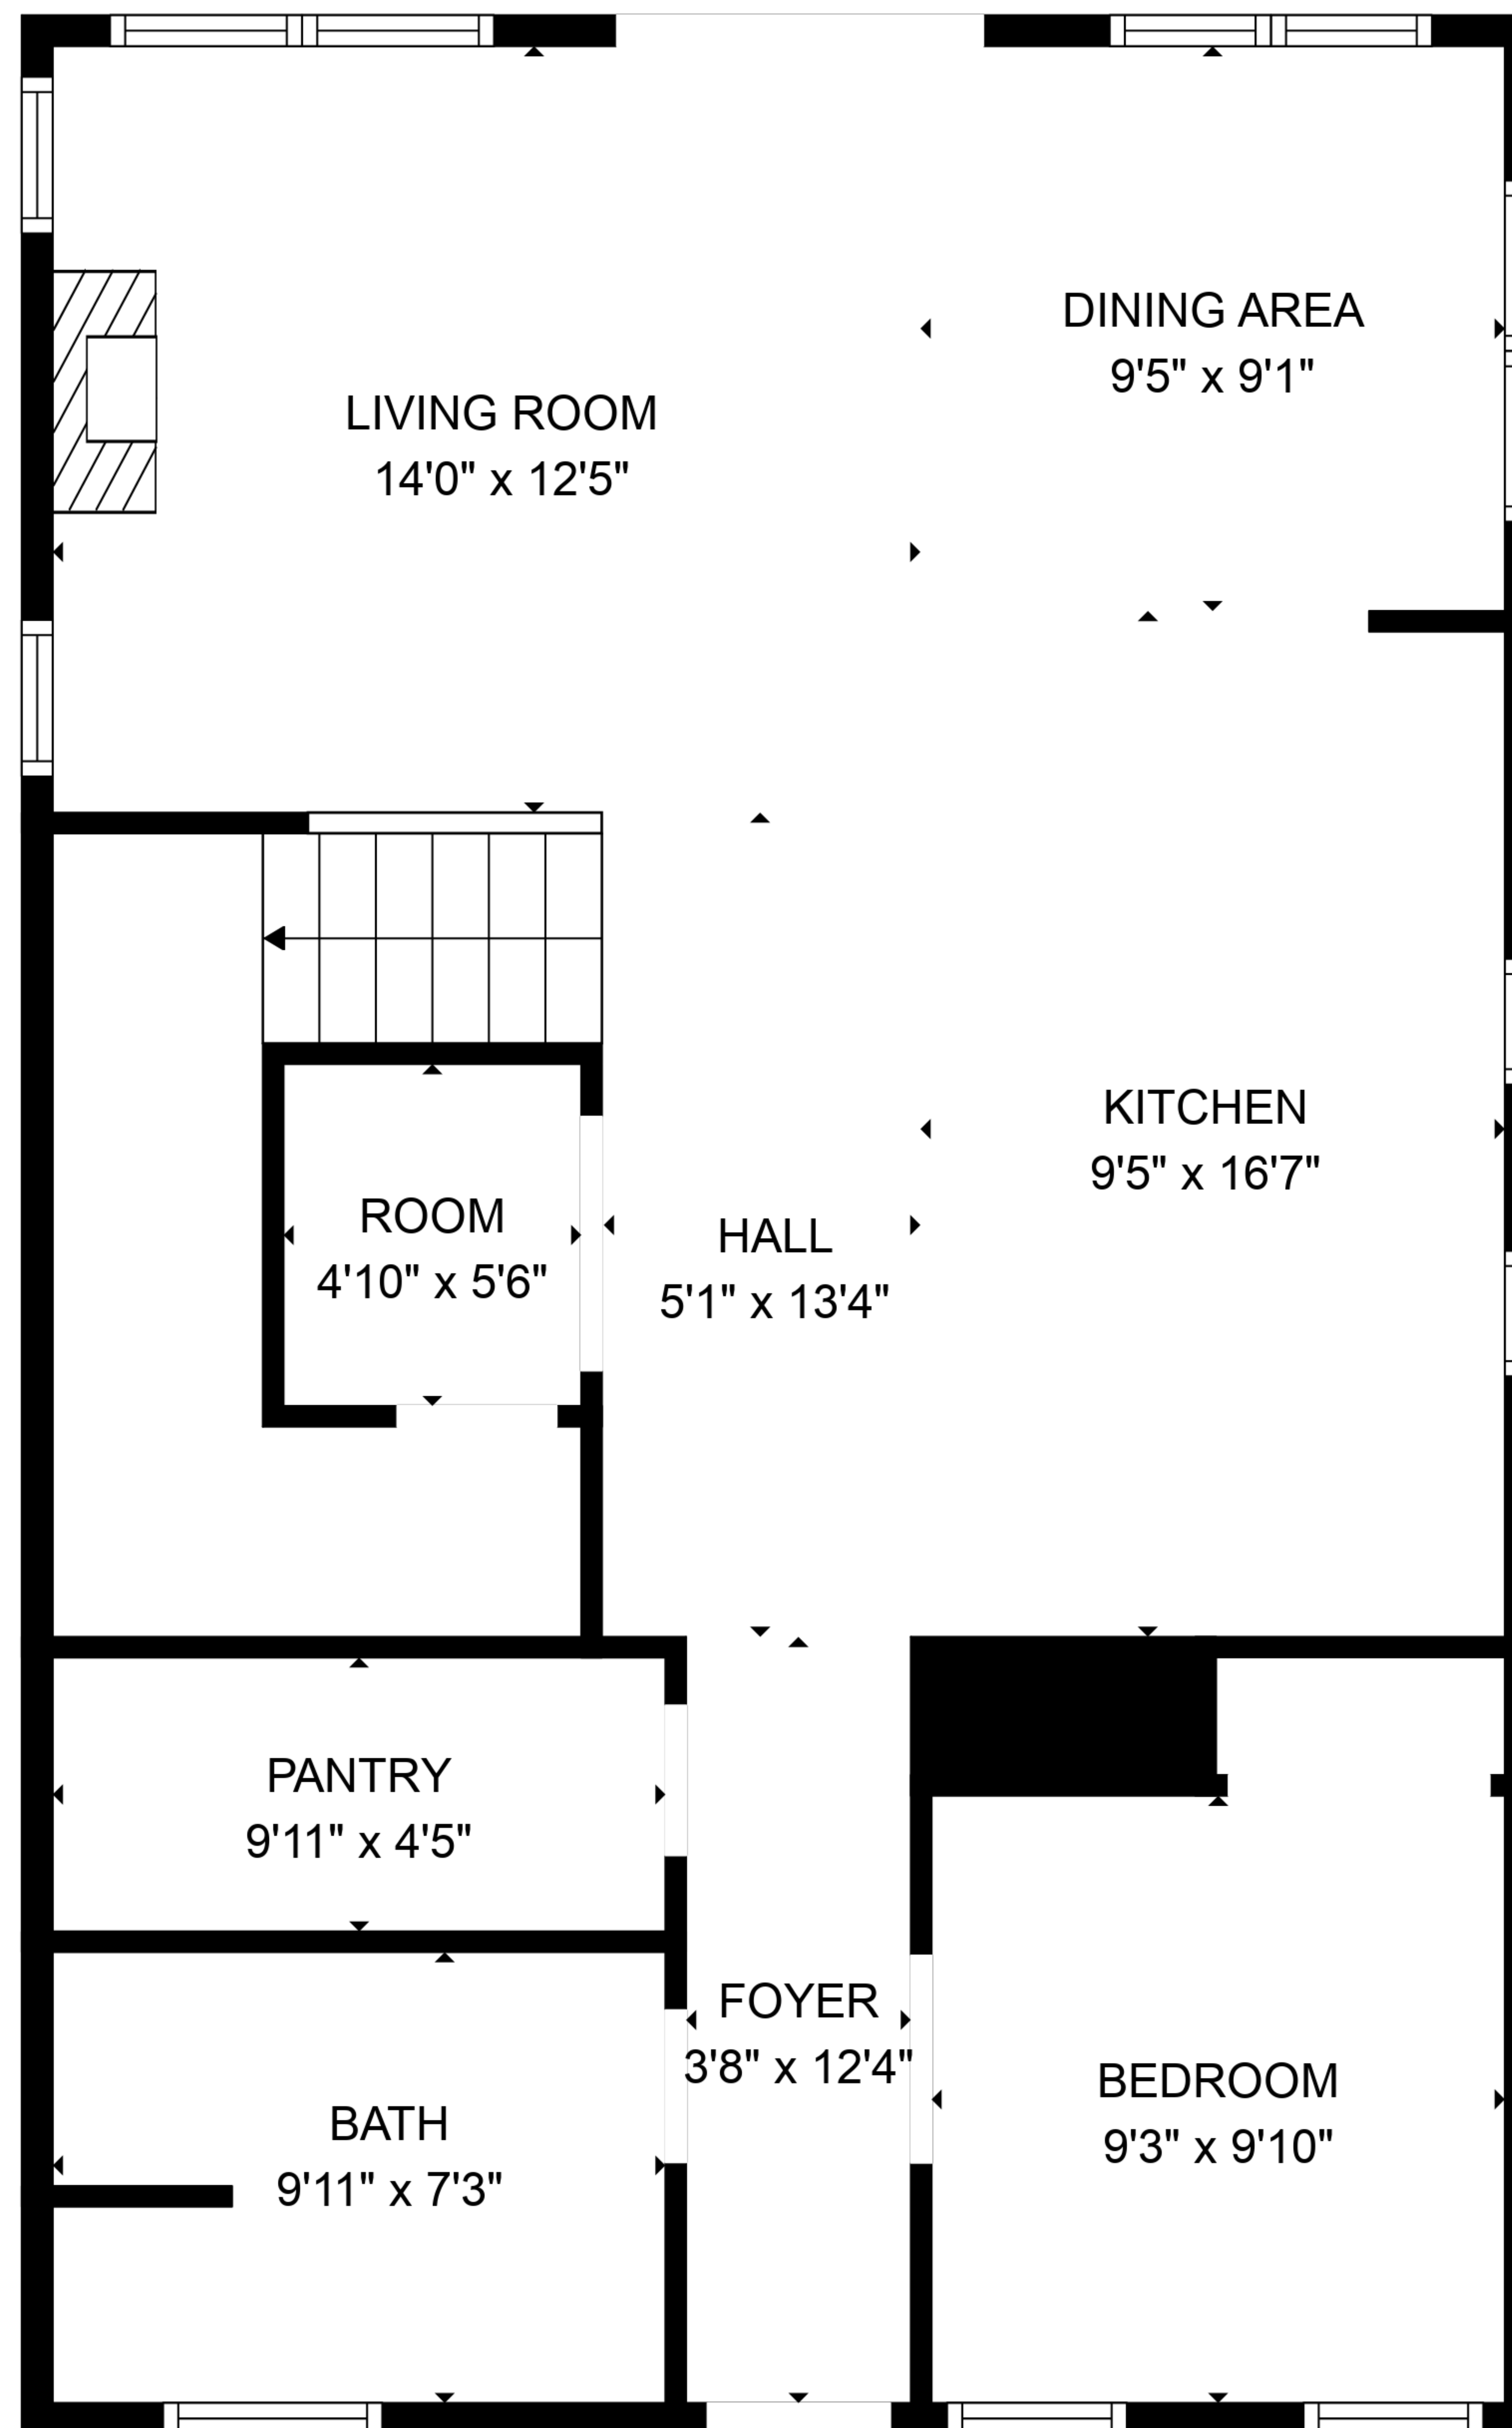 DINING AREA
9'5" x 9'1"
LIVING ROOM
14'0" x 12'5"
KITCHEN
9'5" x 16'7"
ROOM
4'10" x 5'6"
HALL
5'1" x 13'4"
PANTRY
9'11" x 4'5"
FOYER
3'8" x 12'4"
BEDROOM
9'3" x 9'10"
BATH
9'11" x 7'3"